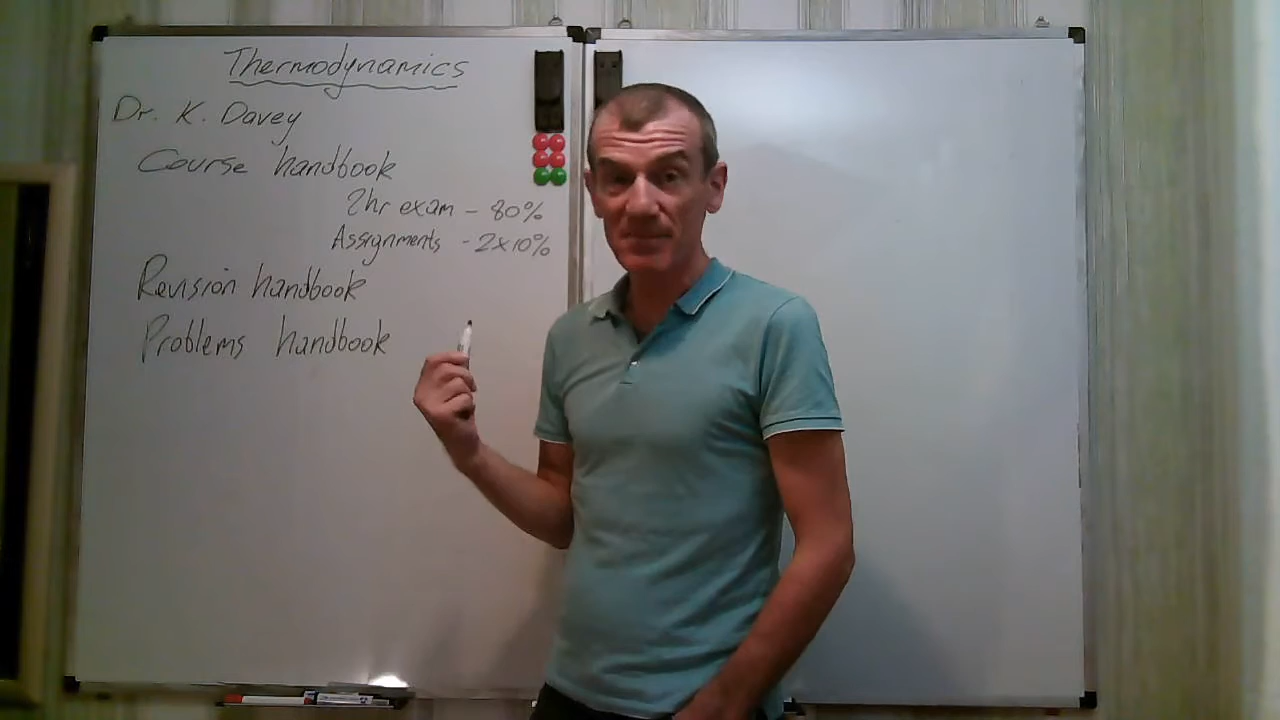 Thermodynamics
Dr. K. Davey
Course handbook
2hr exam - 80%
Assignments - 2x10%
Revision handbook
Problems handbook